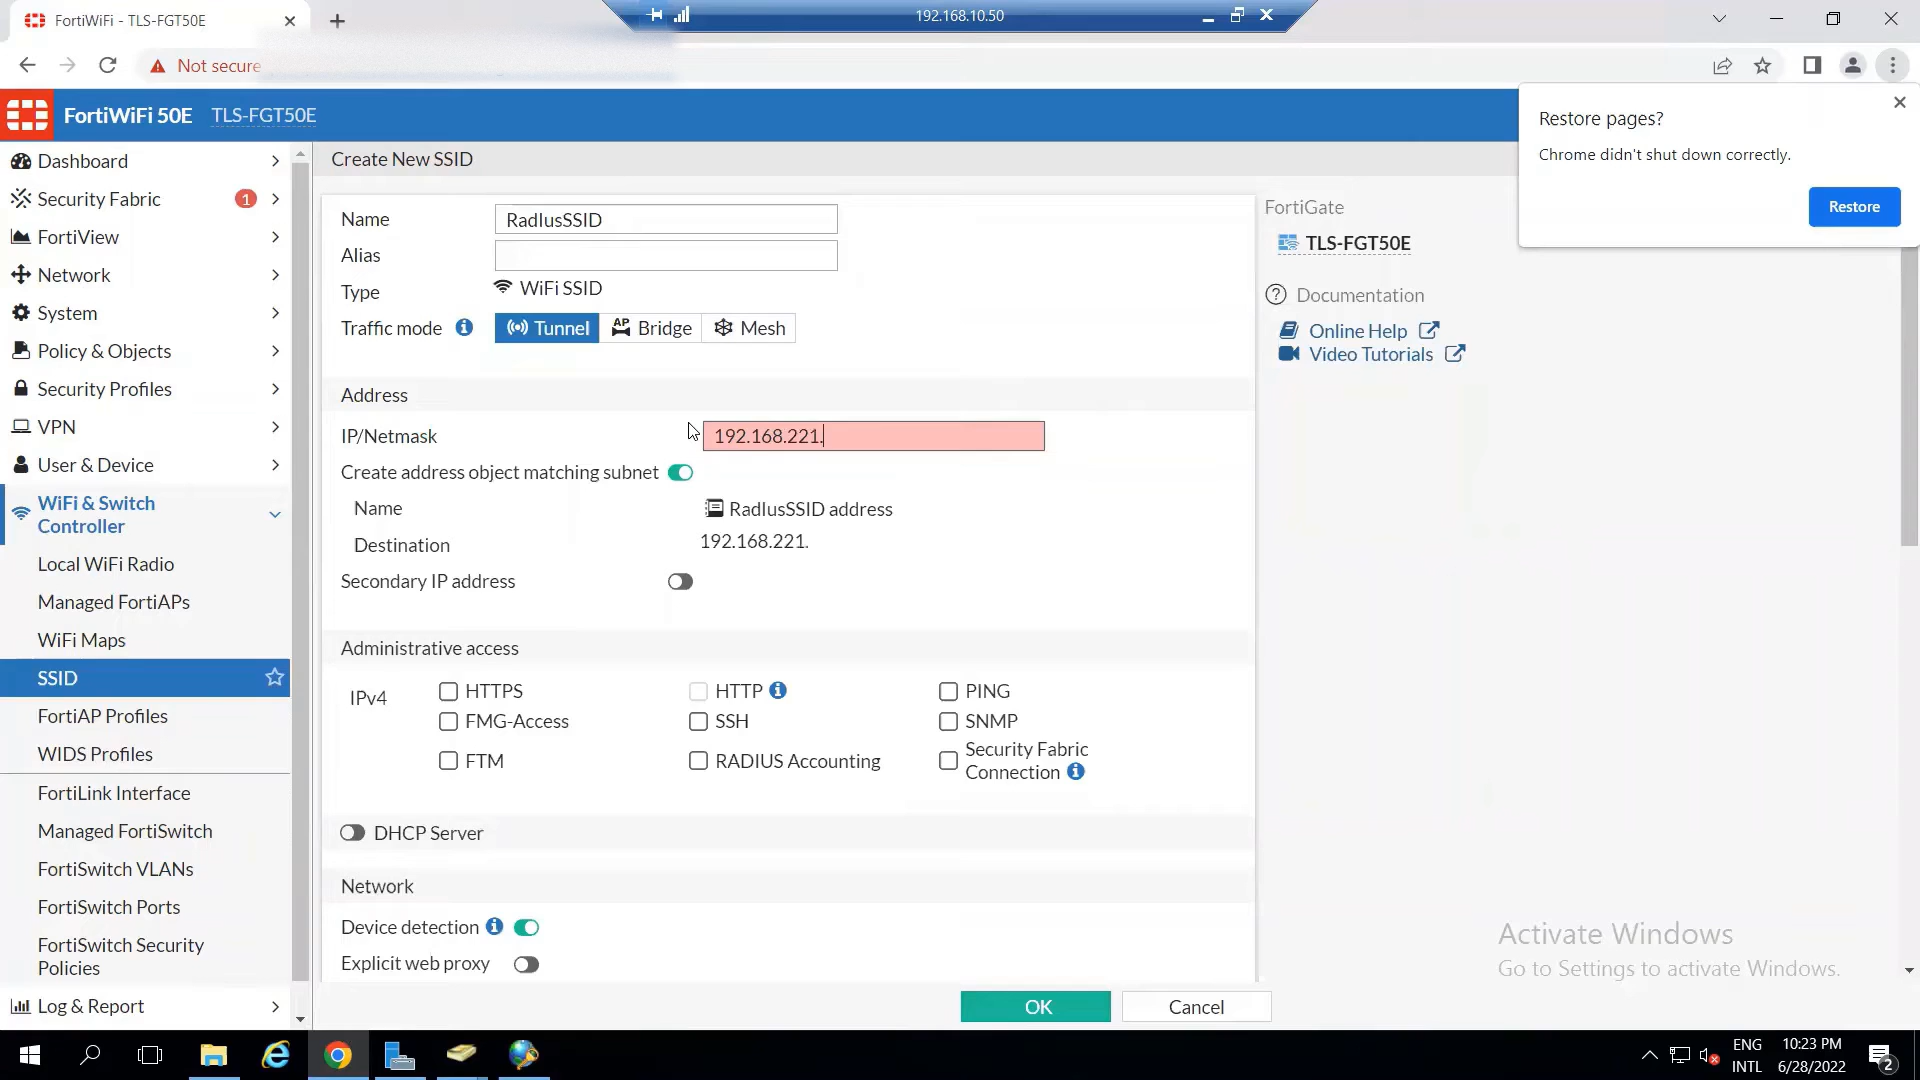 FortiWiFi - TLS-FGT50E
192.168.10.50
Not secure
FortiWiFi 50E
TLS-FGT50E
Restore pages?
Chrome didn't shut down correctly.
Restore
Dashboard
Security Fabric
1
FortiView
Network
System
Policy & Objects
Security Profiles
VPN
User & Device
WiFi & Switch
Controller
Local WiFi Radio
Managed FortiAPs
WiFi Maps
SSID
FortiAP Profiles
WIDS Profiles
FortiLink Interface
Managed FortiSwitch
FortiSwitch VLANs
FortiSwitch Ports
FortiSwitch Security
Policies
Log & Report
Create New SSID
Name
RadIusSSID
Alias
Type
WiFi SSID
Traffic mode
Tunnel
AP
Bridge
Mesh
Address
IP/Netmask
192.168.221.
Create address object matching subnet
Name
RadIusSSID address
Destination
192.168.221.
Secondary IP address
Administrative access
IPv4
HTTPS
HTTP
PING
FMG-Access
SSH
SNMP
FTM
RADIUS Accounting
Security Fabric
Connection
DHCP Server
Network
Device detection
Explicit web proxy
OK
Cancel
FortiGate
TLS-FGT50E
Documentation
Online Help
Video Tutorials
Activate Windows
Go to Settings to activate Windows.
ENG
INTL
10:23 PM
6/28/2022
2